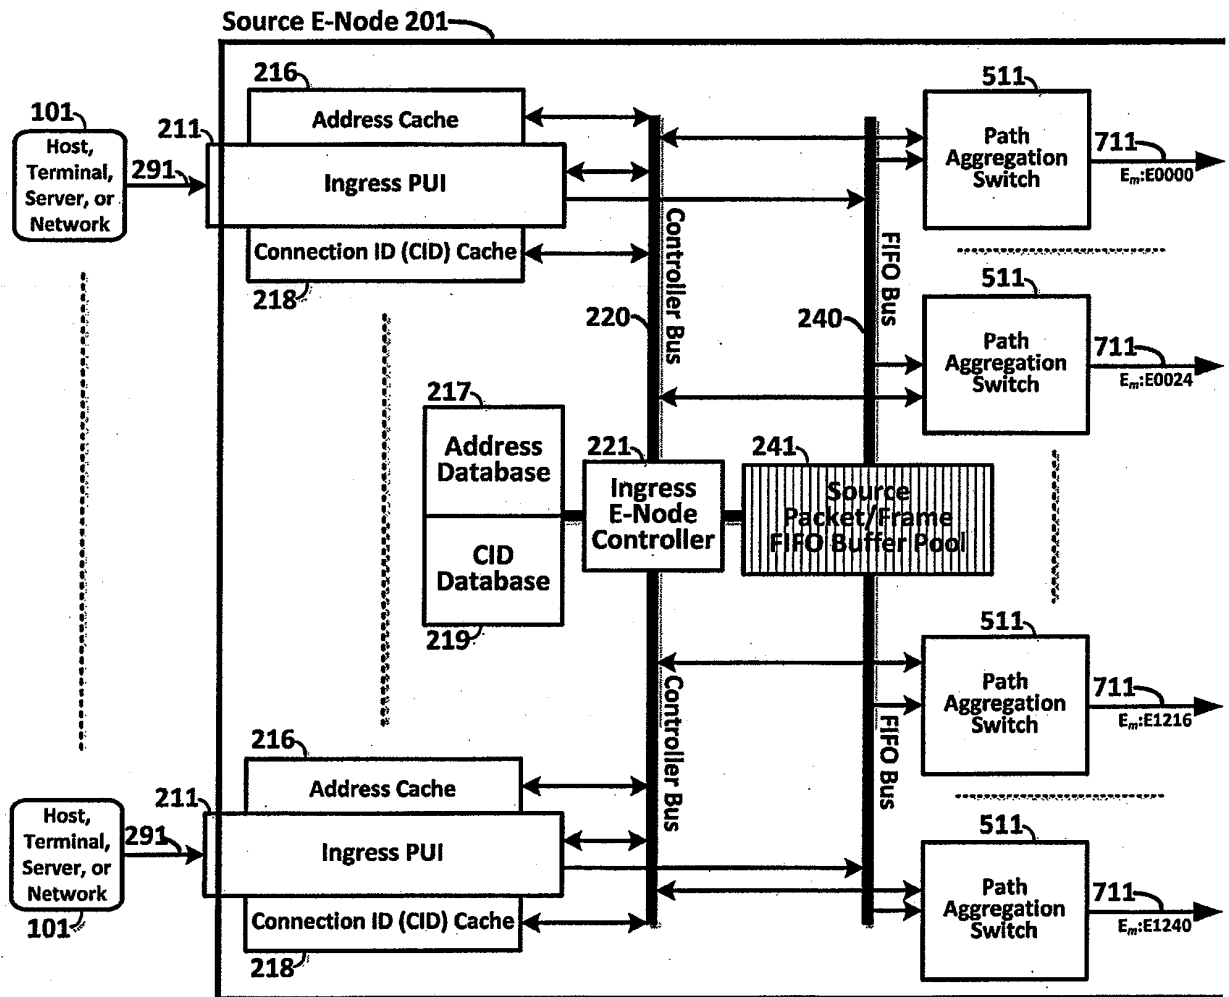 Source E-Node 201
216
Address Cache
101
Host,
Terminal,
Server, or
Network
291
211
Ingress PUI
Connection ID (CID) Cache
218
Controller Bus
220
FIFO Bus
240
511
Path
Aggregation
Switch
711
Em:E0000
511
Path
Aggregation
Switch
711
Em:E0024
217
Address
Database
CID
Database
219
221
Ingress
E-Node
Controller
241
Source
Packet/Frame
FIFO Buffer Pool
Controller Bus
FIFO Bus
511
Path
Aggregation
Switch
711
Em:E1216
216
Address Cache
211
Host,
Terminal,
Server, or
Network
101
291
Ingress PUI
Connection ID (CID) Cache
218
511
Path
Aggregation
Switch
711
Em:E1240